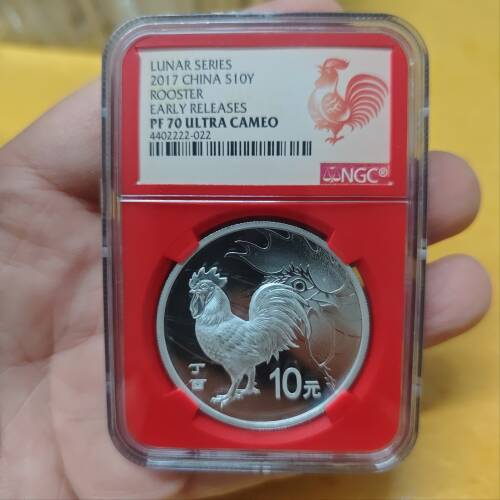 LUNAR SERIES
2017 CHINA S10Y
ROOSTER
EARLY RELEASES
PF 70 ULTRA CAMEO
4402222-022
NGC®
丁
酉
10元